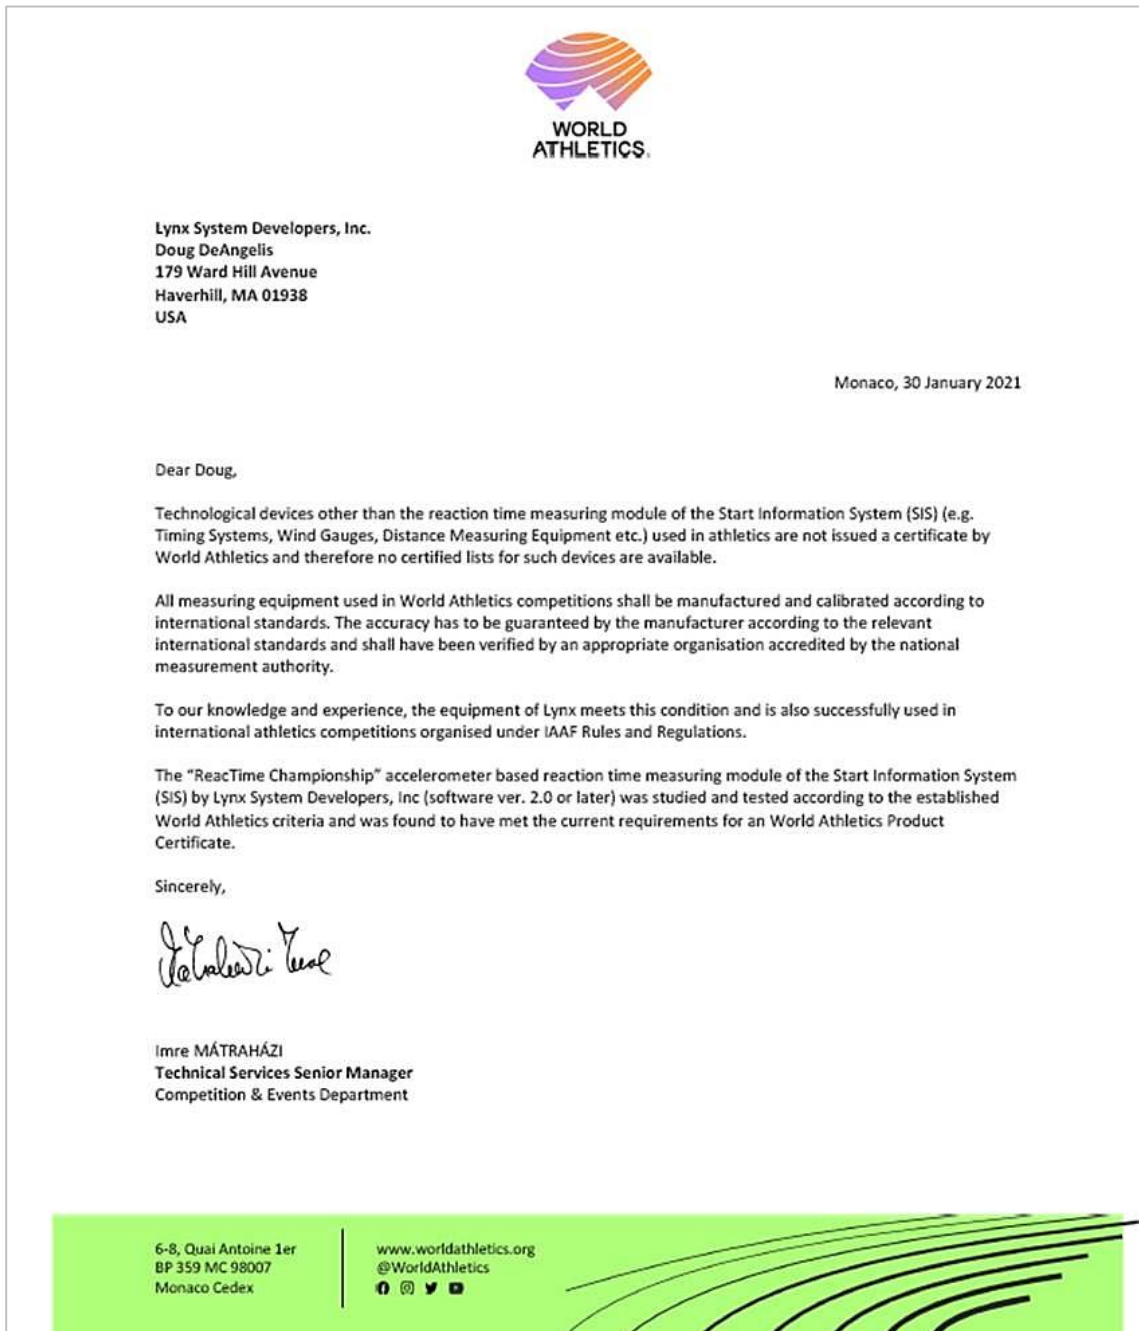 WORLD
ATHLETICS.
Lynx System Developers, Inc.
Doug DeAngelis
179 Ward Hill Avenue
Haverhill, MA 01938
USA
Monaco, 30 January 2021
Dear Doug,
Technological devices other than the reaction time measuring module of the Start Information System (SIS) (e.g.
Timing Systems, Wind Gauges, Distance Measuring Equipment etc.) used in athletics are not issued a certificate by
World Athletics and therefore no certified lists for such devices are available.
All measuring equipment used in World Athletics competitions shall be manufactured and calibrated according to
international standards. The accuracy has to be guaranteed by the manufacturer according to the relevant
international standards and shall have been verified by an appropriate organisation accredited by the national
measurement authority.
To our knowledge and experience, the equipment of Lynx meets this condition and is also successfully used in
international athletics competitions organised under IAAF Rules and Regulations.
The “ReacTime Championship” accelerometer based reaction time measuring module of the Start Information System
(SIS) by Lynx System Developers, Inc (software ver. 2.0 or later) was studied and tested according to the established
World Athletics criteria and was found to have met the current requirements for an World Athletics Product
Certificate.
Sincerely,
Imre MÁTRAHÁZI
Technical Services Senior Manager
Competition & Events Department
6-8, Quai Antoine 1er
BP 359 MC 98007
Monaco Cedex
www.worldathletics.org
@WorldAthletics